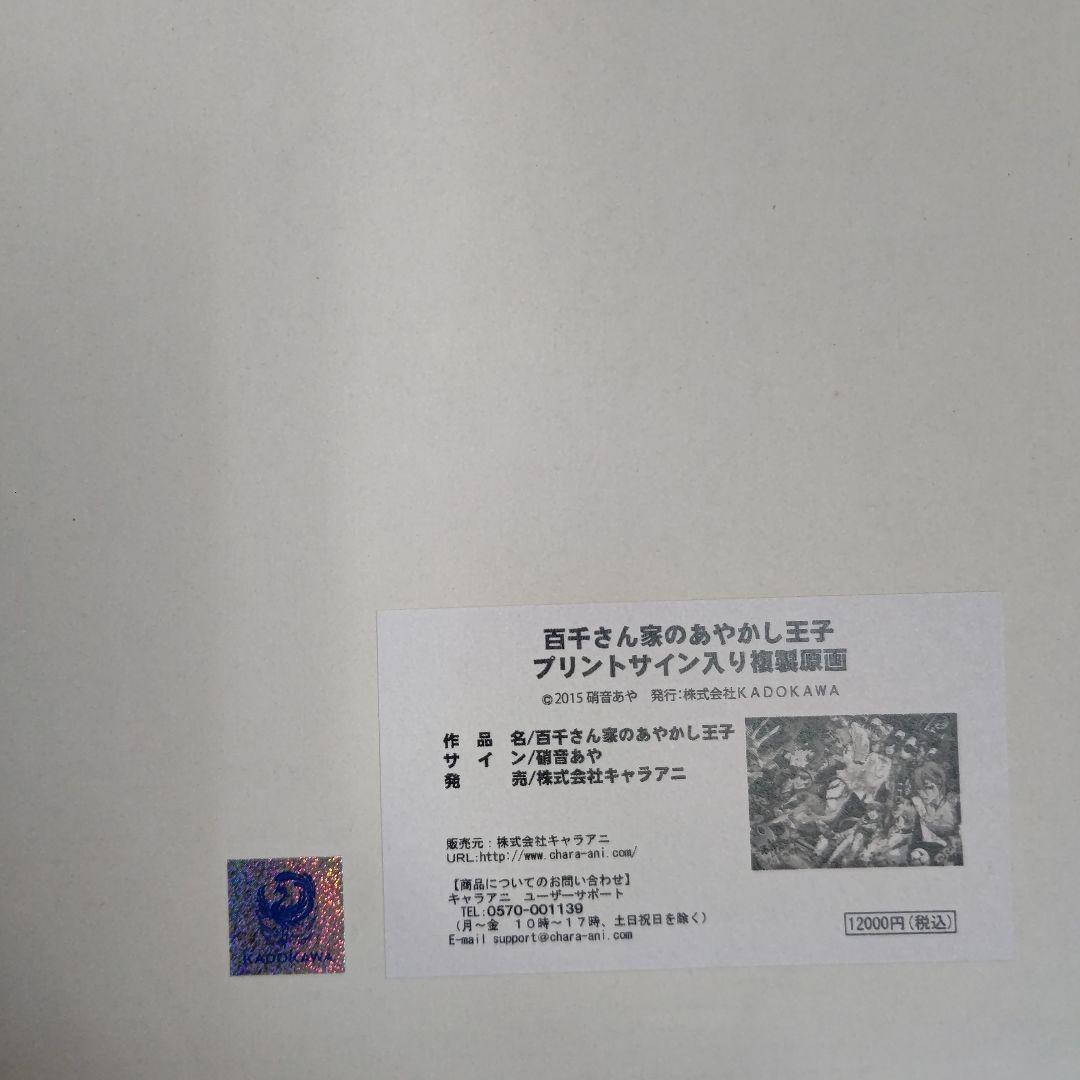 百千さん家のあやかし王子
プリントサイン入り複製原画
©2015 硝音あや　発行:株式会社KADOKAWA
作　品　名/百千さん家のあやかし王子
サ　イ　ン/硝音あや
発　　　売/株式会社キャラアニ
販売元：株式会社キャラアニ
URL:http://www.chara-ani.com/
【商品についてのお問い合わせ】
キャラアニ　ユーザーサポート
TEL:0570-001139
（月～金　１０時～１７時、土日祝日を除く）
E-mail support@chara-ani.com
12000円(税込)
KADOKAWA